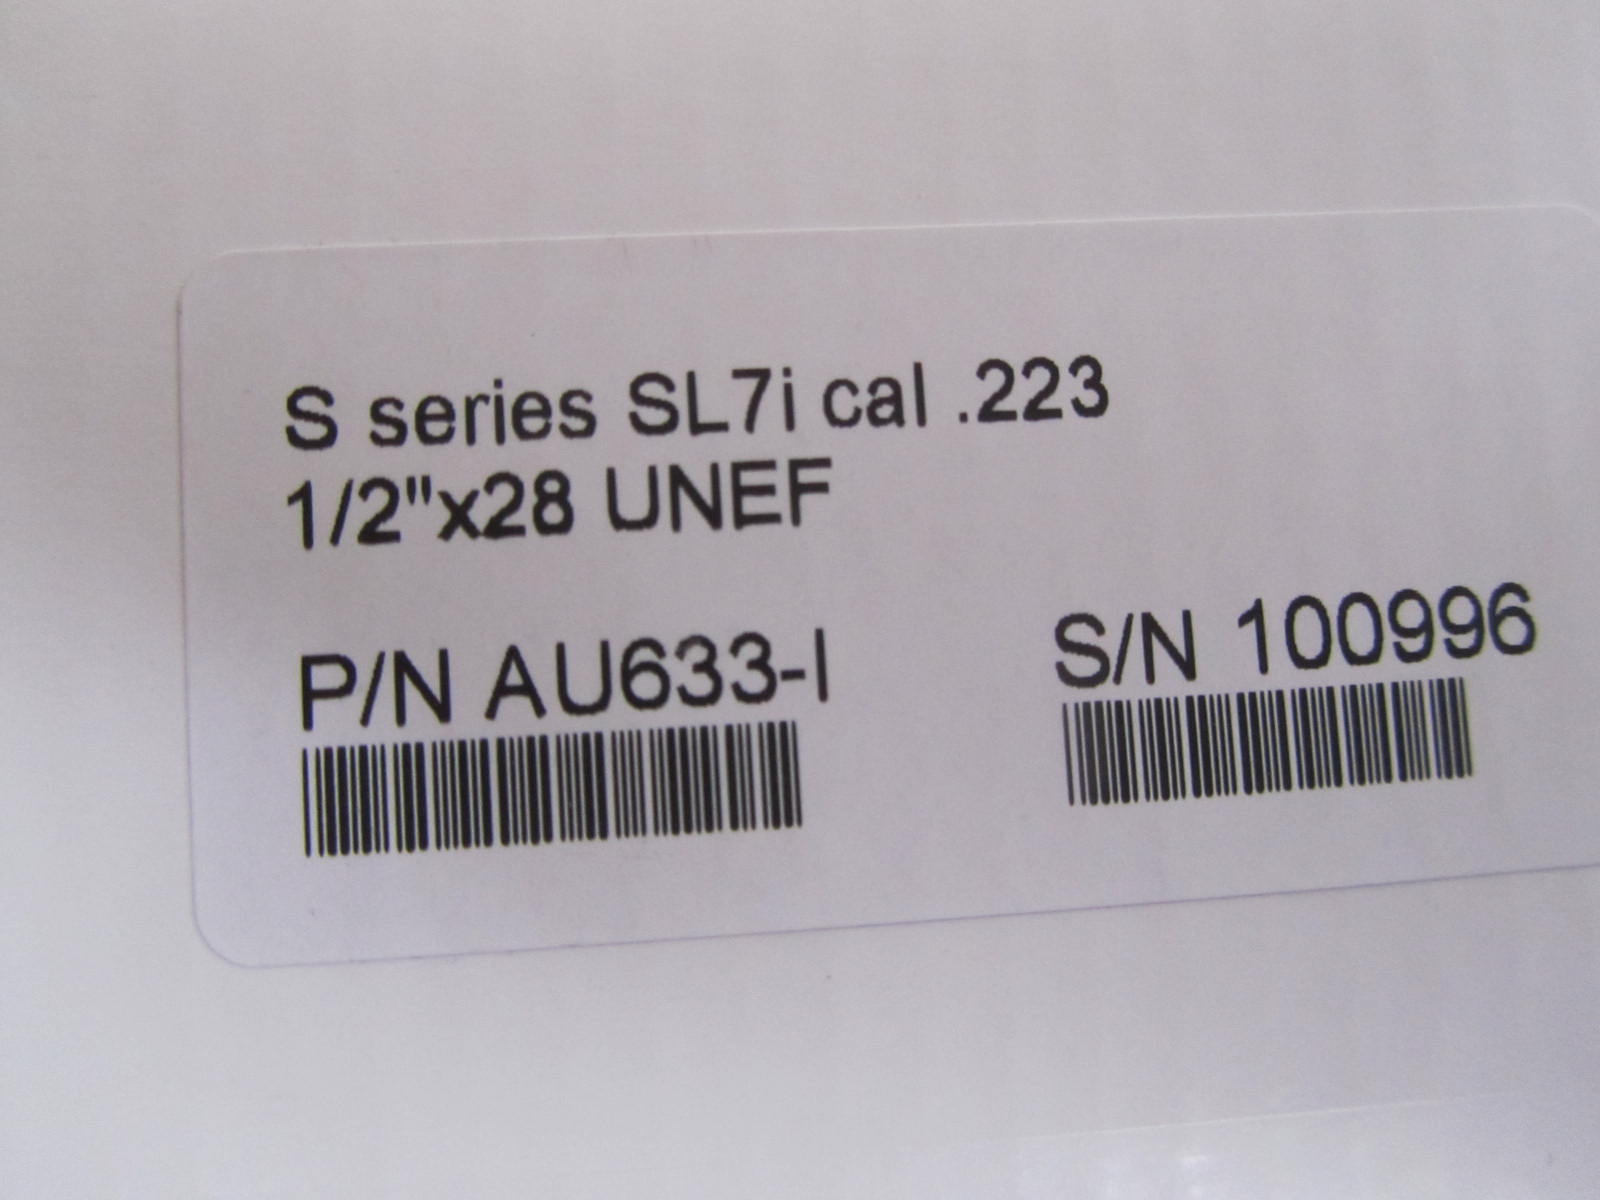 S series SL7i cal .223
1/2"x28 UNEF
P/N AU633-I
S/N 100996